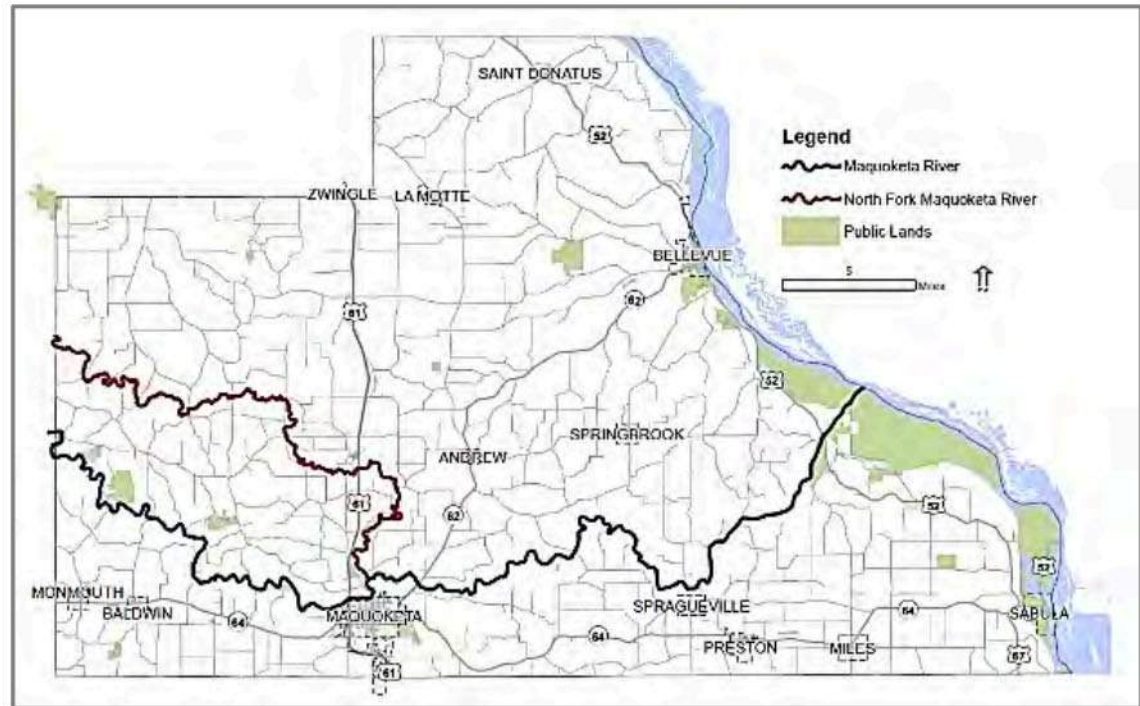 SAINT DONATUS
52
Legend
Maquoketa River
North Fork Maquoketa River
Public Lands
5
ZWINGLE
LA MOTTE
BELLEVUE
62
61
52
SPRINGBROOK
ANDREW
61
62
52
52
MONMOUTH
BALDWIN
64
MAQUOKETA
SPRAGUEVILLE
64
SABULA
64
PRESTON
MILES
67
61